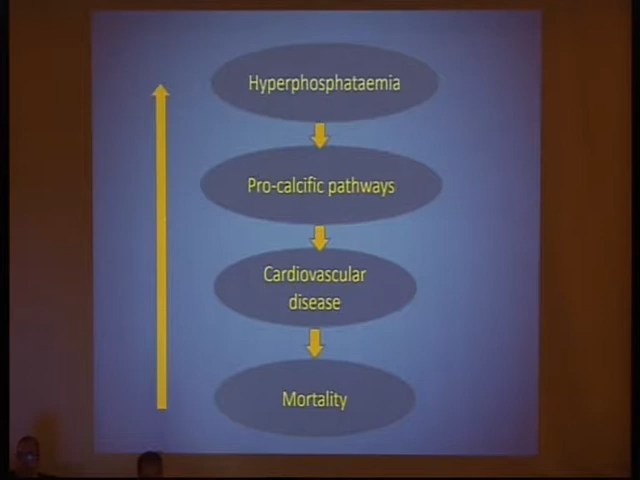 Hyperphosphataemia
Pro-calcific pathways
Cardiovascular
disease
Mortality